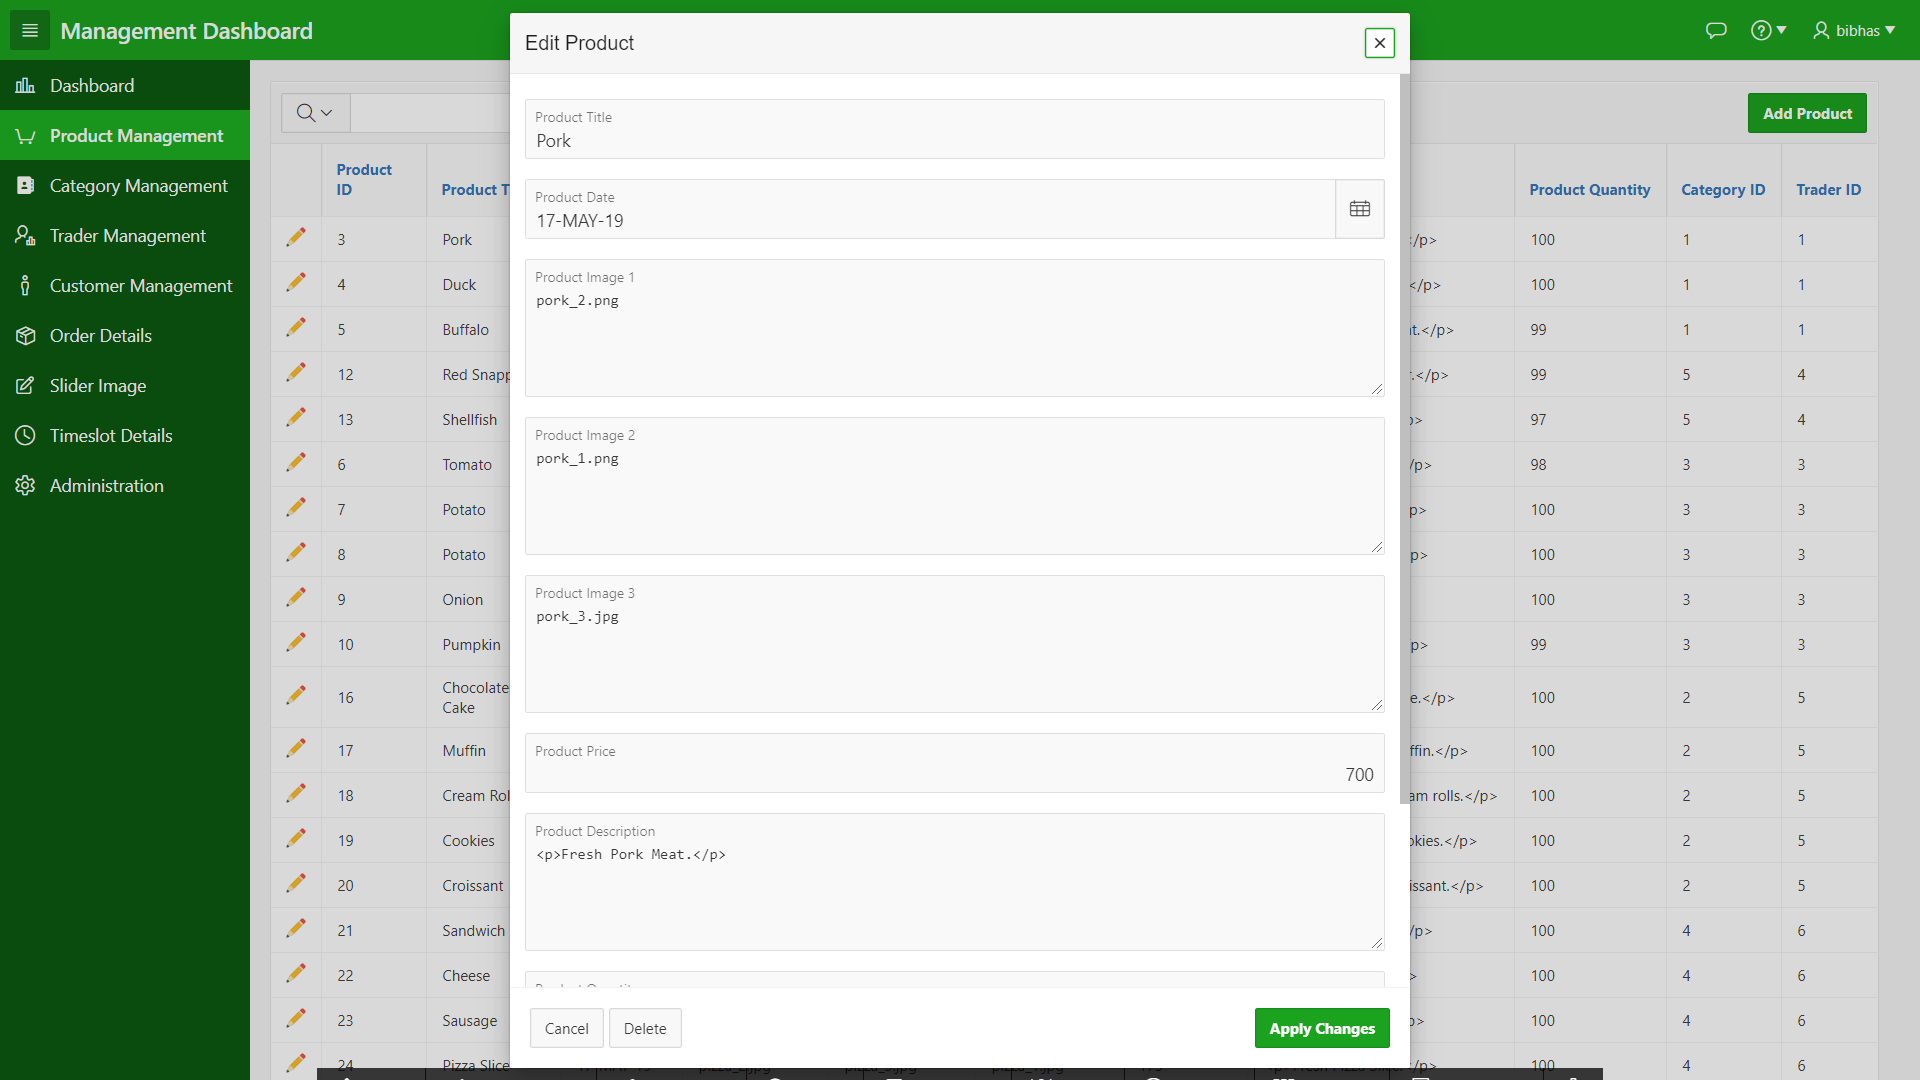 Management Dashboard
bibhas
Dashboard
Product Management
Category Management
Trader Management
Customer Management
Order Details
Slider Image
Timeslot Details
Administration
Add Product
Product ID
Product T
Product Quantity
Category ID
Trader ID
3 Pork /p> 100 1 1
4 Duck </p> 100 1 1
5 Buffalo t.</p> 99 1 1
12 Red Snapp .</p> 99 5 4
13 Shellfish p> 97 5 4
6 Tomato /p> 98 3 3
7 Potato p> 100 3 3
8 Potato p> 100 3 3
9 Onion 100 3 3
10 Pumpkin p> 99 3 3
16 Chocolate Cake e.</p> 100 2 5
17 Muffin ffin.</p> 100 2 5
18 Cream Rol am rolls.</p> 100 2 5
19 Cookies okies.</p> 100 2 5
20 Croissant issant.</p> 100 2 5
21 Sandwich /p> 100 4 6
22 Cheese > 100 4 6
23 Sausage p> 100 4 6
24 Pizza Slice /p> 100 4 6
Edit Product
Product Title
Pork
Product Date
17-MAY-19
Product Image 1
pork_2.png
Product Image 2
pork_1.png
Product Image 3
pork_3.jpg
Product Price
700
Product Description
<p>Fresh Pork Meat.</p>
Product Quantity
Cancel
Delete
Apply Changes